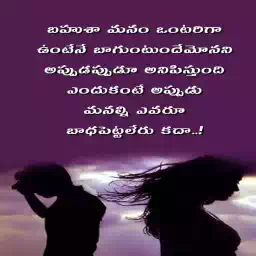 బహుశా మనం ఒంటరిగా
ఉంటేనే బాగుంటుందేమోనని
అప్పుడప్పుడూ అనిపిస్తుంది
ఎందుకంటే అప్పుడు
మనల్ని ఎవరూ
బాధపెట్టలేరు కదా..!